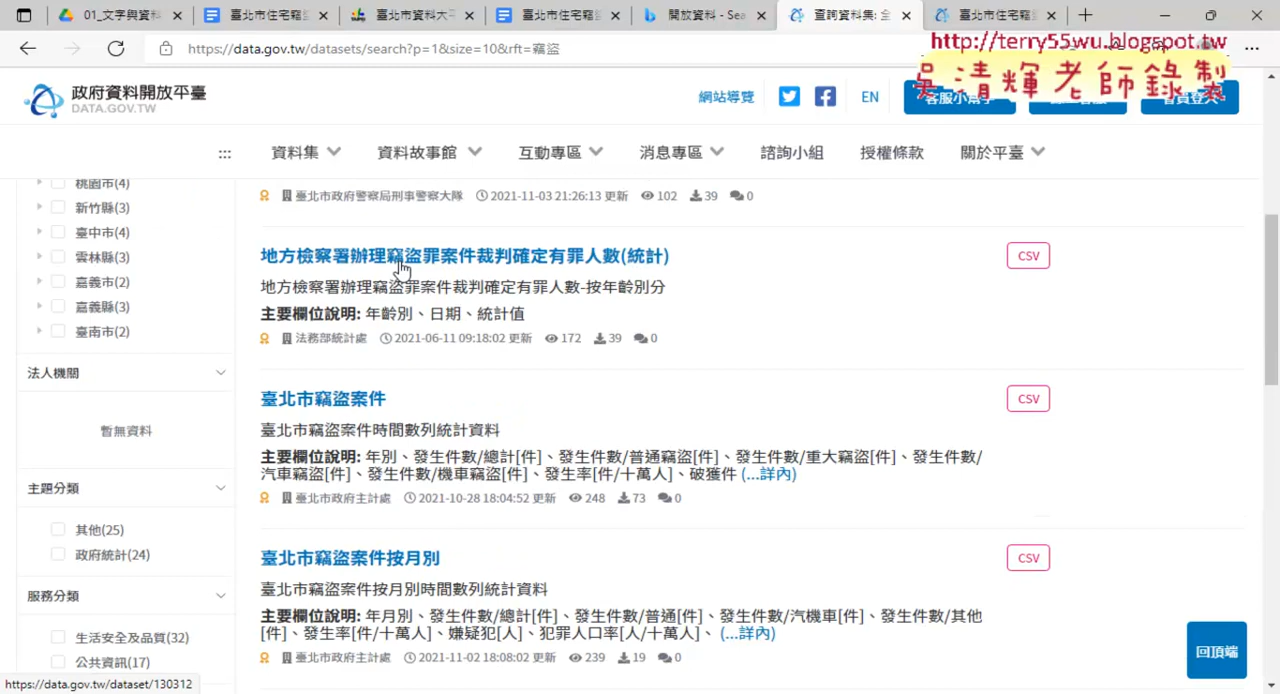 01_文字與資料
臺北市住宅竊盜
臺北市資料大平
臺北市住宅竊盜
開放資料 - Sea
查詢資料集: 全
臺北市住宅竊盜
https://data.gov.tw/datasets/search?p=1&size=10&rft=竊盜
http://terry55wu.blogspot.tw
吳清輝老師錄製
政府資料開放平臺
DATA.GOV.TW
網站導覽
EN
:::
資料集
資料故事館
互動專區
消息專區
諮詢小組
授權條款
關於平臺
桃園市(4)
新竹縣(3)
臺中市(4)
雲林縣(3)
嘉義市(2)
嘉義縣(3)
臺南市(2)
法人機關
暫無資料
主題分類
其他(25)
政府統計(24)
服務分類
生活安全及品質(32)
公共資訊(17)
臺北市政府警察局刑事警察大隊 2021-11-03 21:26:13 更新 102 39 0
地方檢察署辦理竊盜罪案件裁判確定有罪人數(統計)
CSV
地方檢察署辦理竊盜罪案件裁判確定有罪人數-按年齡別分
主要欄位說明: 年齡別、日期、統計值
法務部統計處 2021-06-11 09:18:02 更新 172 39 0
臺北市竊盜案件
CSV
臺北市竊盜案件時間數列統計資料
主要欄位說明: 年別、發生件數/總計[件]、發生件數/普通竊盜[件]、發生件數/重大竊盜[件]、發生件數/
汽車竊盜[件]、發生件數/機車竊盜[件]、發生率[件/十萬人]、破獲件 (...詳內)
臺北市政府主計處 2021-10-28 18:04:52 更新 248 73 0
臺北市竊盜案件按月別
CSV
臺北市竊盜案件按月別時間數列統計資料
主要欄位說明: 年月別、發生件數/總計[件]、發生件數/普通[件]、發生件數/汽機車[件]、發生件數/其他
[件]、發生率[件/十萬人]、嫌疑犯[人]、犯罪人口率[人/十萬人]、 (...詳內)
臺北市政府主計處 2021-11-02 18:08:02 更新 239 19 0
回頂端
https://data.gov.tw/dataset/130312